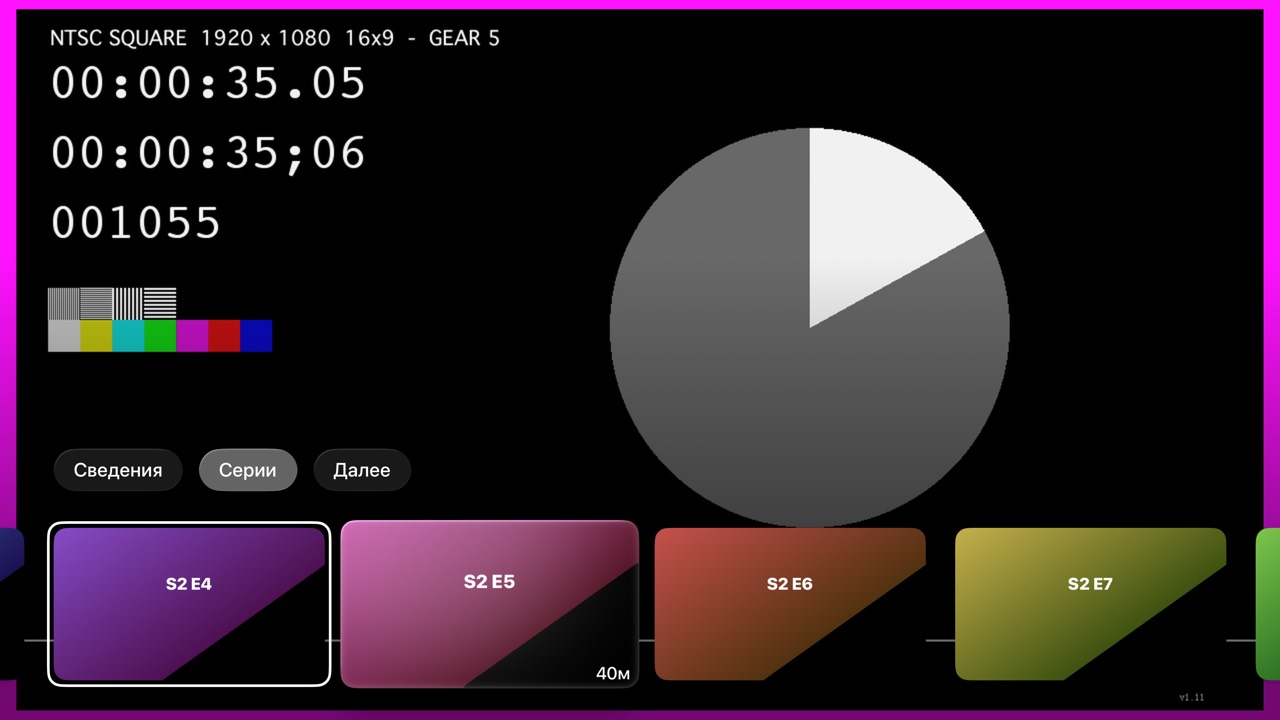 NTSC SQUARE 1920 x 1080 16x9 - GEAR 5
00:00:35.05
00:00:35;06
001055
Сведения Серии Далее
S2 E4 S2 E5 S2 E6 S2 E7
40м
v1.11